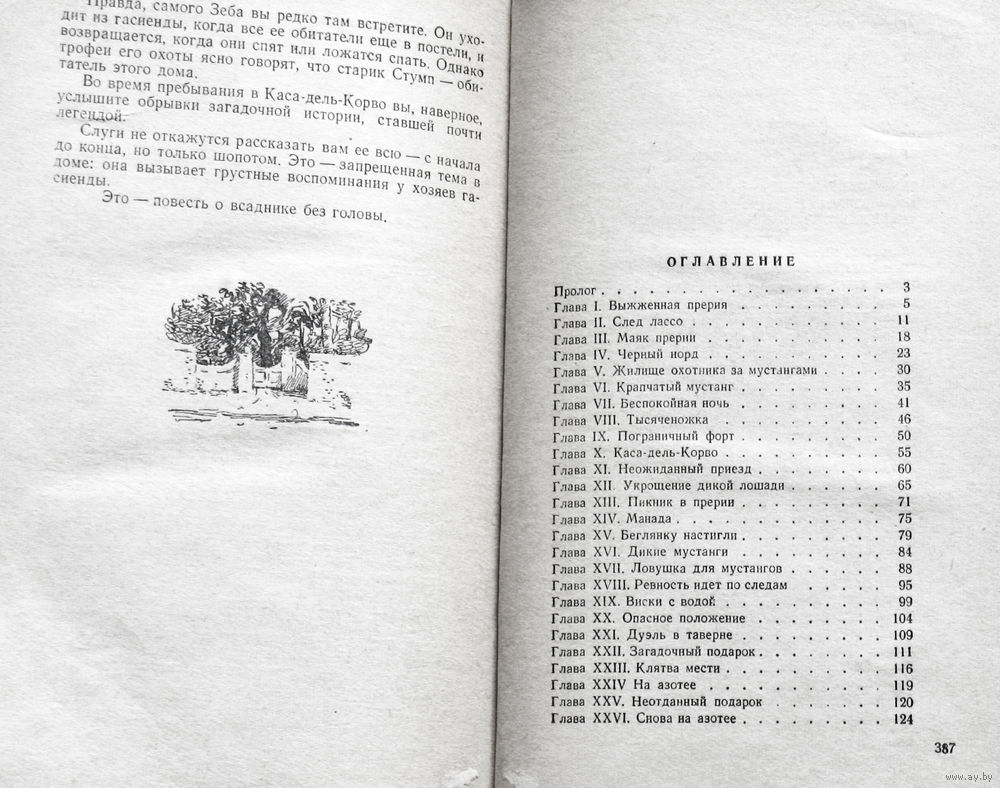 Правда, самого Зеба вы редко там встретите. Он ухо-
дит из гасиенды, когда все ее обитатели еще в постели, и
возвращается, когда они спят или ложатся спать. Однако
трофеи его охоты ясно говорят, что старик Стумп — оби-
татель этого дома.
Во время пребывания в Каса-дель-Корво вы, наверное,
услышите обрывки загадочной истории, ставшей почти
легендой.
Слуги не откажутся рассказать вам ее всю — с начала
до конца, но только шопотом. Это — запрещенная тема в
доме: она вызывает грустные воспоминания у хозяев га-
сиенды.
Это — повесть о всаднике без головы.
ОГЛАВЛЕНИЕ
Пролог . . . . . . . . . . . . . . . . . . 3
Глава I. Выжженная прерия . . . . . . . . . 5
Глава II. След лассо . . . . . . . . . . . . 11
Глава III. Маяк прерии . . . . . . . . . . . 18
Глава IV. Черный норд . . . . . . . . . . . 23
Глава V. Жилище охотника за мустангами . . . . 30
Глава VI. Крапчатый мустанг . . . . . . . . . 35
Глава VII. Беспокойная ночь . . . . . . . . . 41
Глава VIII. Тысяченожка . . . . . . . . . . 46
Глава IX. Пограничный форт . . . . . . . . . 50
Глава X. Каса-дель-Корво . . . . . . . . . . 55
Глава XI. Неожиданный приезд . . . . . . . . 60
Глава XII. Укрощение дикой лошади . . . . . . 65
Глава XIII. Пикник в прерии . . . . . . . . . 71
Глава XIV. Манада . . . . . . . . . . . . . 75
Глава XV. Беглянку настигли . . . . . . . . . 79
Глава XVI. Дикие мустанги . . . . . . . . . 84
Глава XVII. Ловушка для мустангов . . . . . . 88
Глава XVIII. Ревность идет по следам . . . . . 95
Глава XIX. Виски с водой . . . . . . . . . . 99
Глава XX. Опасное положение . . . . . . . . 104
Глава XXI. Дуэль в таверне . . . . . . . . . 109
Глава XXII. Загадочный подарок . . . . . . . . 111
Глава XXIII. Клятва мести . . . . . . . . . . 116
Глава XXIV На азотее . . . . . . . . . . . 119
Глава XXV. Неотданный подарок . . . . . . . 120
Глава XXVI. Снова на азотее . . . . . . . . . 124
387
www.ay.by